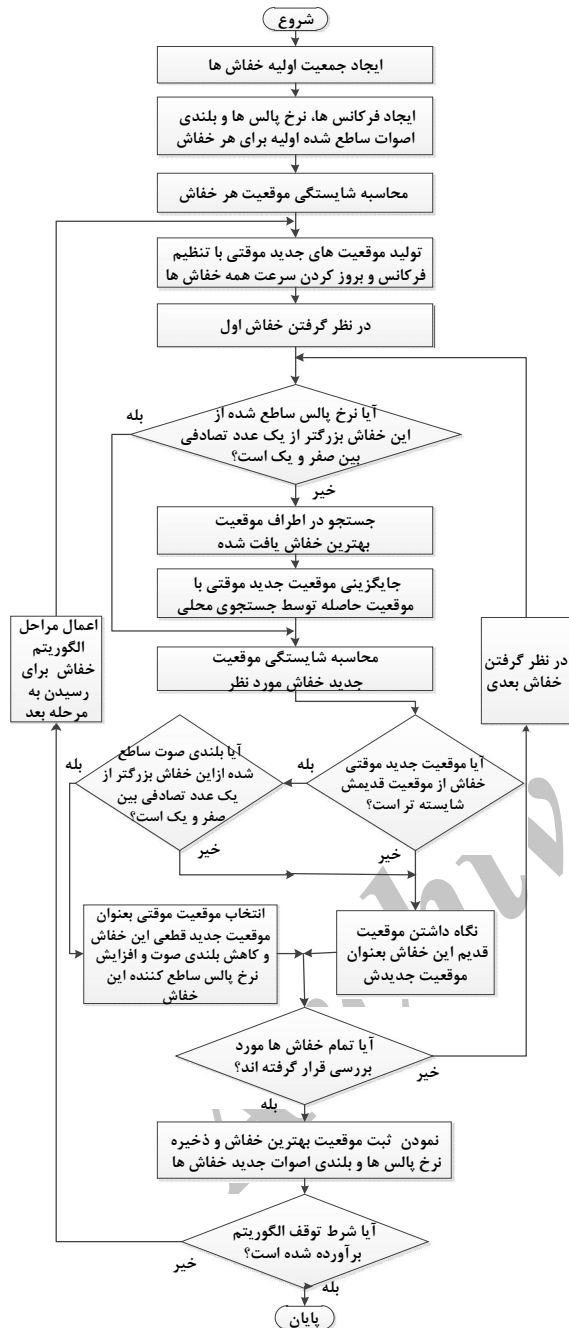 شروع
ایجاد جمعیت اولیه خفاش ها
ایجاد فرکانس ها، نرخ پالس ها و بلندی
اصوات ساطع شده اولیه برای هر خفاش
محاسبه شایستگی موقعیت هر خفاش
تولید موقعیت های جدید موقتی با تنظیم
فرکانس و بروز کردن سرعت همه خفاش ها
در نظر گرفتن خفاش اول
آیا نرخ پالس ساطع شده از
این خفاش بزرگتر از یک عدد تصادفی
بین صفر و یک است؟
بله
خیر
جستجو در اطراف موقعیت
بهترین خفاش یافت شده
جایگزینی موقعیت جدید موقتی با
موقعیت حاصله توسط جستجوی محلی
اعمال مراحل
الگوریتم
خفاش برای
رسیدن به
مرحله بعد
در نظر گرفتن
خفاش بعدی
محاسبه شایستگی موقعیت
جدید خفاش مورد نظر
آیا موقعیت جدید موقتی
خفاش از موقعیت قدیمش
شایسته تر است؟
بله
خیر
آیا بلندی صوت ساطع
شده ازاین خفاش بزرگتر از
یک عدد تصادفی بین
صفر و یک است؟
بله
خیر
نگاه داشتن موقعیت
قدیم این خفاش بعنوان
موقعیت جدیدش
انتخاب موقعیت موقتی بعنوان
موقعیت جدید قطعی این خفاش
و کاهش بلندی صوت و افزایش
نرخ پالس ساطع کننده این
خفاش
آیا تمام خفاش ها مورد
بررسی قرار گرفته اند؟
خیر
بله
نمودن ثبت موقعیت بهترین خفاش و ذخیره
نرخ پالس ها و بلندی اصوات جدید خفاش ها
آیا شرط توقف الگوریتم
برآورده شده است؟
خیر
بله
پایان